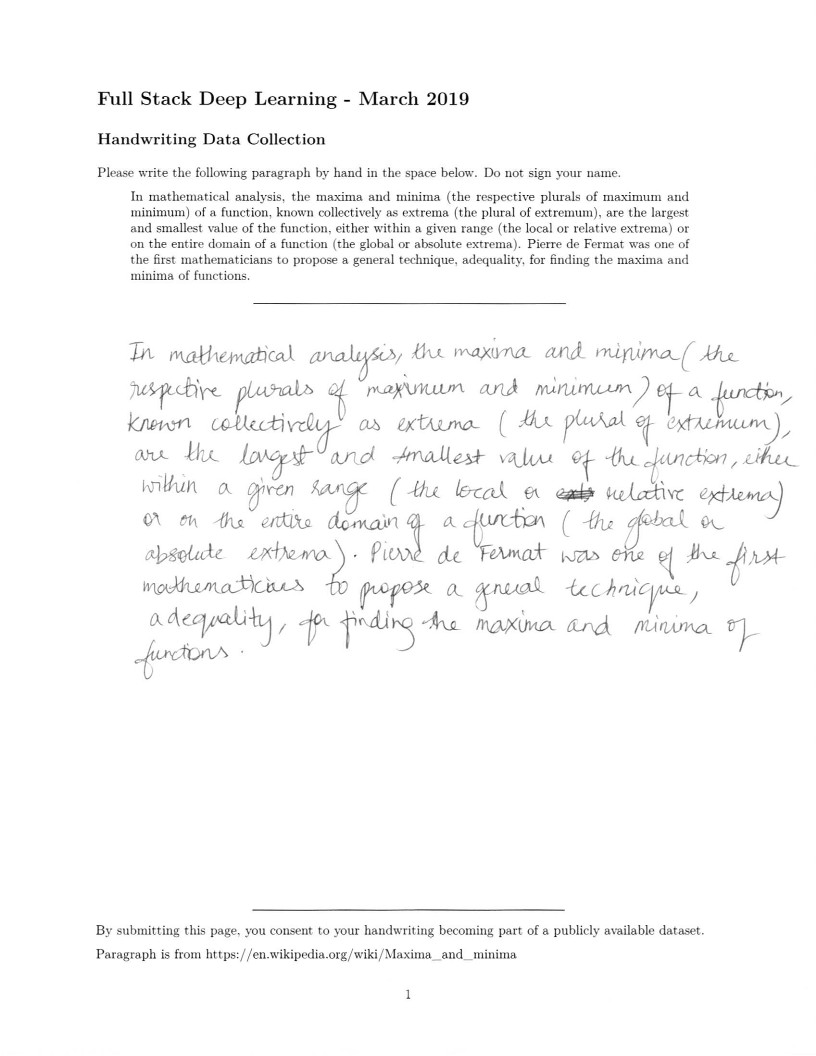 Full Stack Deep Learning - March 2019
Handwriting Data Collection
Please write the following paragraph by hand in the space below. Do not sign your name.
In mathematical analysis, the maxima and minima (the respective plurals of maximum and
minimum) of a function, known collectively as extrema (the plural of extremum), are the largest
and smallest value of the function, either within a given range (the local or relative extrema) or
on the entire domain of a function (the global or absolute extrema). Pierre de Fermat was one of
the first mathematicians to propose a general technique, adequality, for finding the maxima and
minima of functions.
In mathematical analysis, the maxima and minima ( the
respective plurals of maximum and minimum ) of a function,
known collectively as extrema ( the plural of extremum ),
are the largest and smallest value of the function, either
within a given range ( the local or relative extrema )
or on the entire domain of a function ( the global or
absolute extrema ). Pierre de Fermat was one of the first
mathematicians to propose a general technique,
adequality, for finding the maxima and minima of
functions.
By submitting this page, you consent to your handwriting becoming part of a publicly available dataset.
Paragraph is from https://en.wikipedia.org/wiki/Maxima_and_minima
1